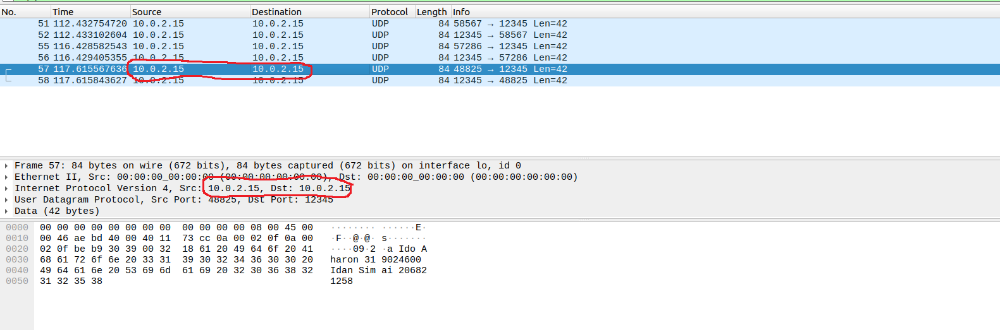 No. Time Source Destination Protocol Length Info
51 112.432754720 10.0.2.15 10.0.2.15 UDP 84 58567 → 12345 Len=42
52 112.433102604 10.0.2.15 10.0.2.15 UDP 84 12345 → 58567 Len=42
55 116.428582543 10.0.2.15 10.0.2.15 UDP 84 57286 → 12345 Len=42
56 116.429405355 10.0.2.15 10.0.2.15 UDP 84 12345 → 57286 Len=42
57 117.615567636 10.0.2.15 10.0.2.15 UDP 84 48825 → 12345 Len=42
58 117.615843627 10.0.2.15 10.0.2.15 UDP 84 12345 → 48825 Len=42
Frame 57: 84 bytes on wire (672 bits), 84 bytes captured (672 bits) on interface lo, id 0
Ethernet II, Src: 00:00:00_00:00:00 (00:00:00:00:00:00), Dst: 00:00:00_00:00:00 (00:00:00:00:00:00)
Internet Protocol Version 4, Src: 10.0.2.15, Dst: 10.0.2.15
User Datagram Protocol, Src Port: 48825, Dst Port: 12345
Data (42 bytes)
0000 00 00 00 00 00 00 00 00 00 00 00 00 08 00 45 00 ········ ······E·
0010 00 46 ae bd 40 00 40 11 73 cc 0a 00 02 0f 0a 00 ·F··@·@· s·······
0020 02 0f be b9 30 39 00 32 18 61 20 49 64 6f 20 41 ····09·2 ·a Ido A
0030 68 61 72 6f 6e 20 33 31 39 30 32 34 36 30 30 20 haron 31 9024600
0040 49 64 61 6e 20 53 69 6d 61 69 20 32 30 36 38 32 Idan Sim ai 20682
0050 31 32 35 38 1258